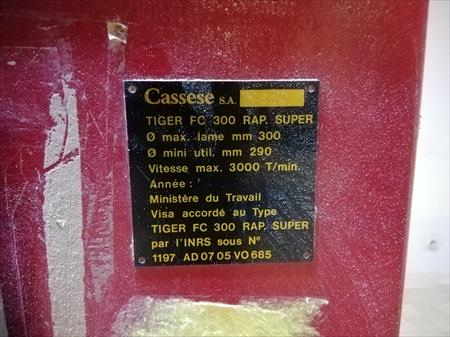 Cassese S.A.
TIGER FC 300 RAP. SUPER
Ø max. lame mm 300
Ø mini util. mm 290
Vitesse max. 3000 T/min.
Année :
Ministère du Travail
Visa accordé au Type
TIGER FC 300 RAP. SUPER
par l'INRS sous N°
1197 AD 07 05 VO 685